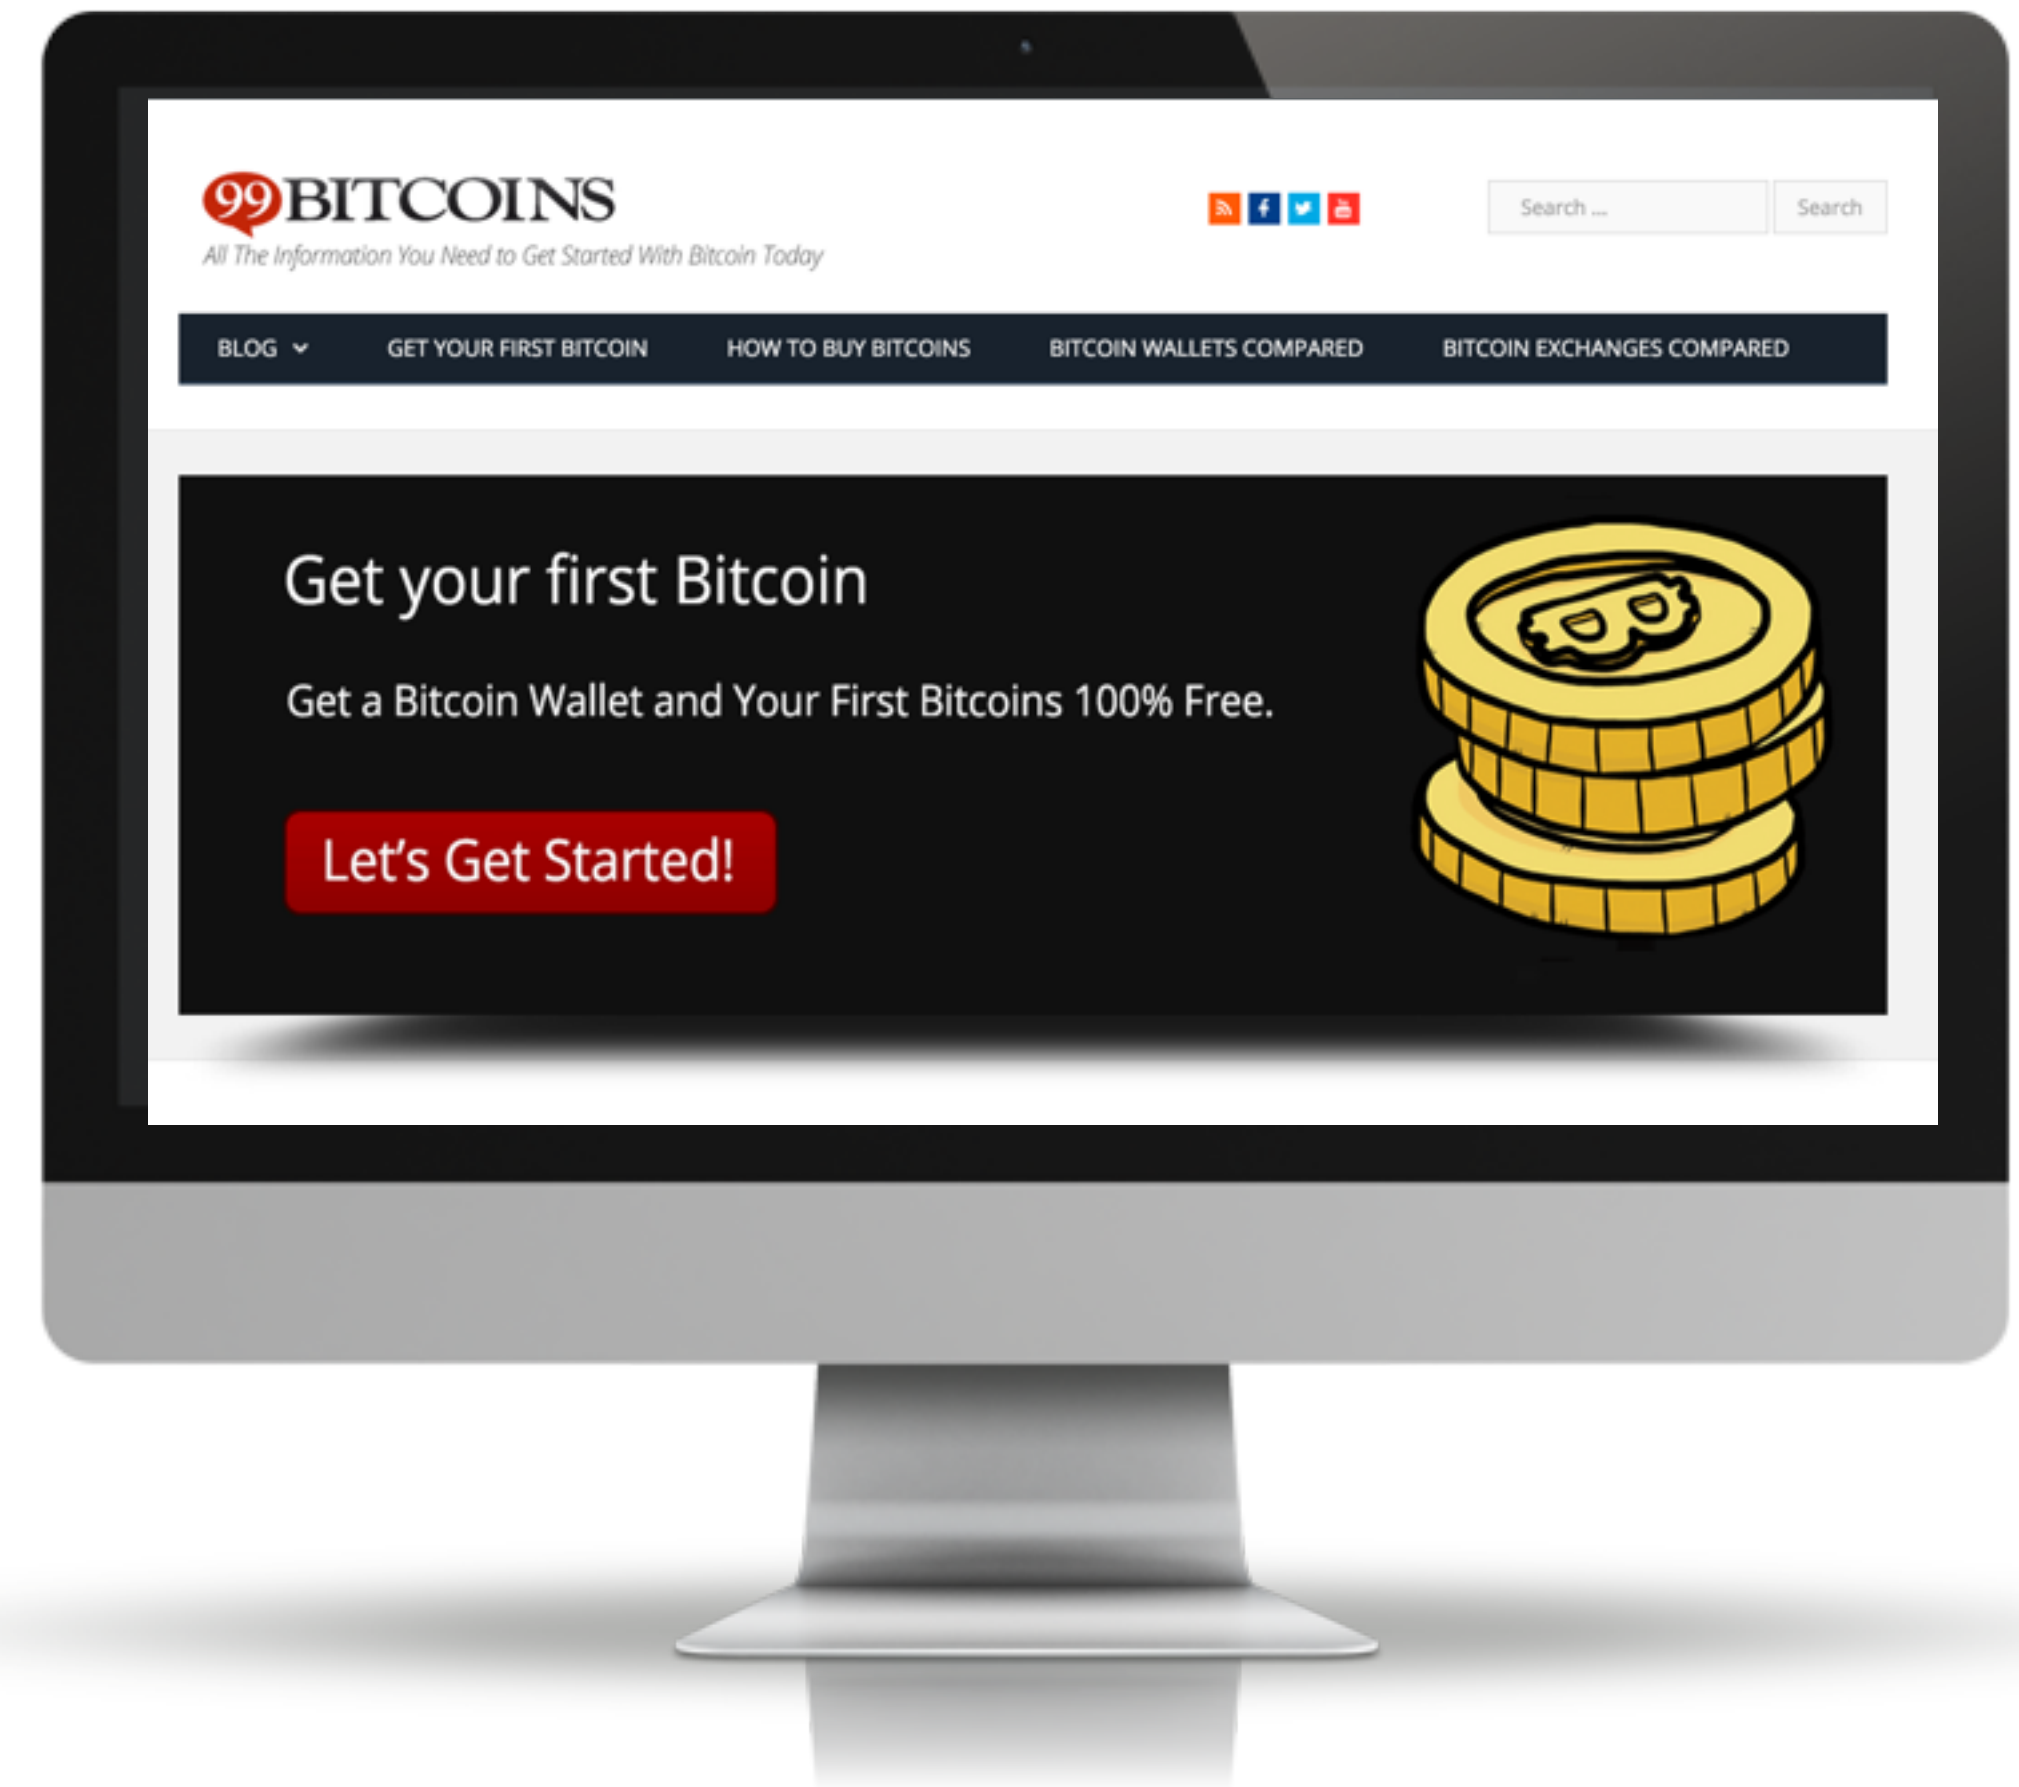 99BITCOINS
All The Information You Need to Get Started With Bitcoin Today
Search ... Search
BLOG GET YOUR FIRST BITCOIN HOW TO BUY BITCOINS BITCOIN WALLETS COMPARED BITCOIN EXCHANGES COMPARED
Get your first Bitcoin
Get a Bitcoin Wallet and Your First Bitcoins 100% Free.
Let's Get Started!